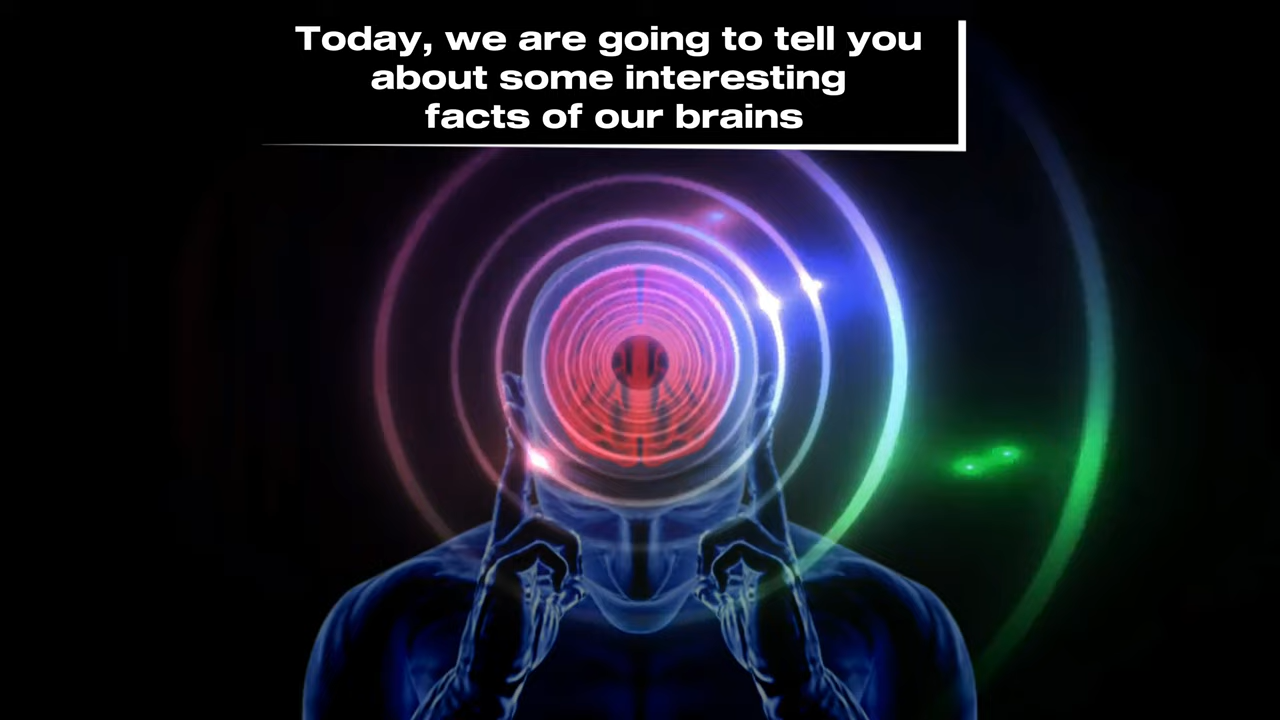 Today, we are going to tell you
about some interesting
facts of our brains